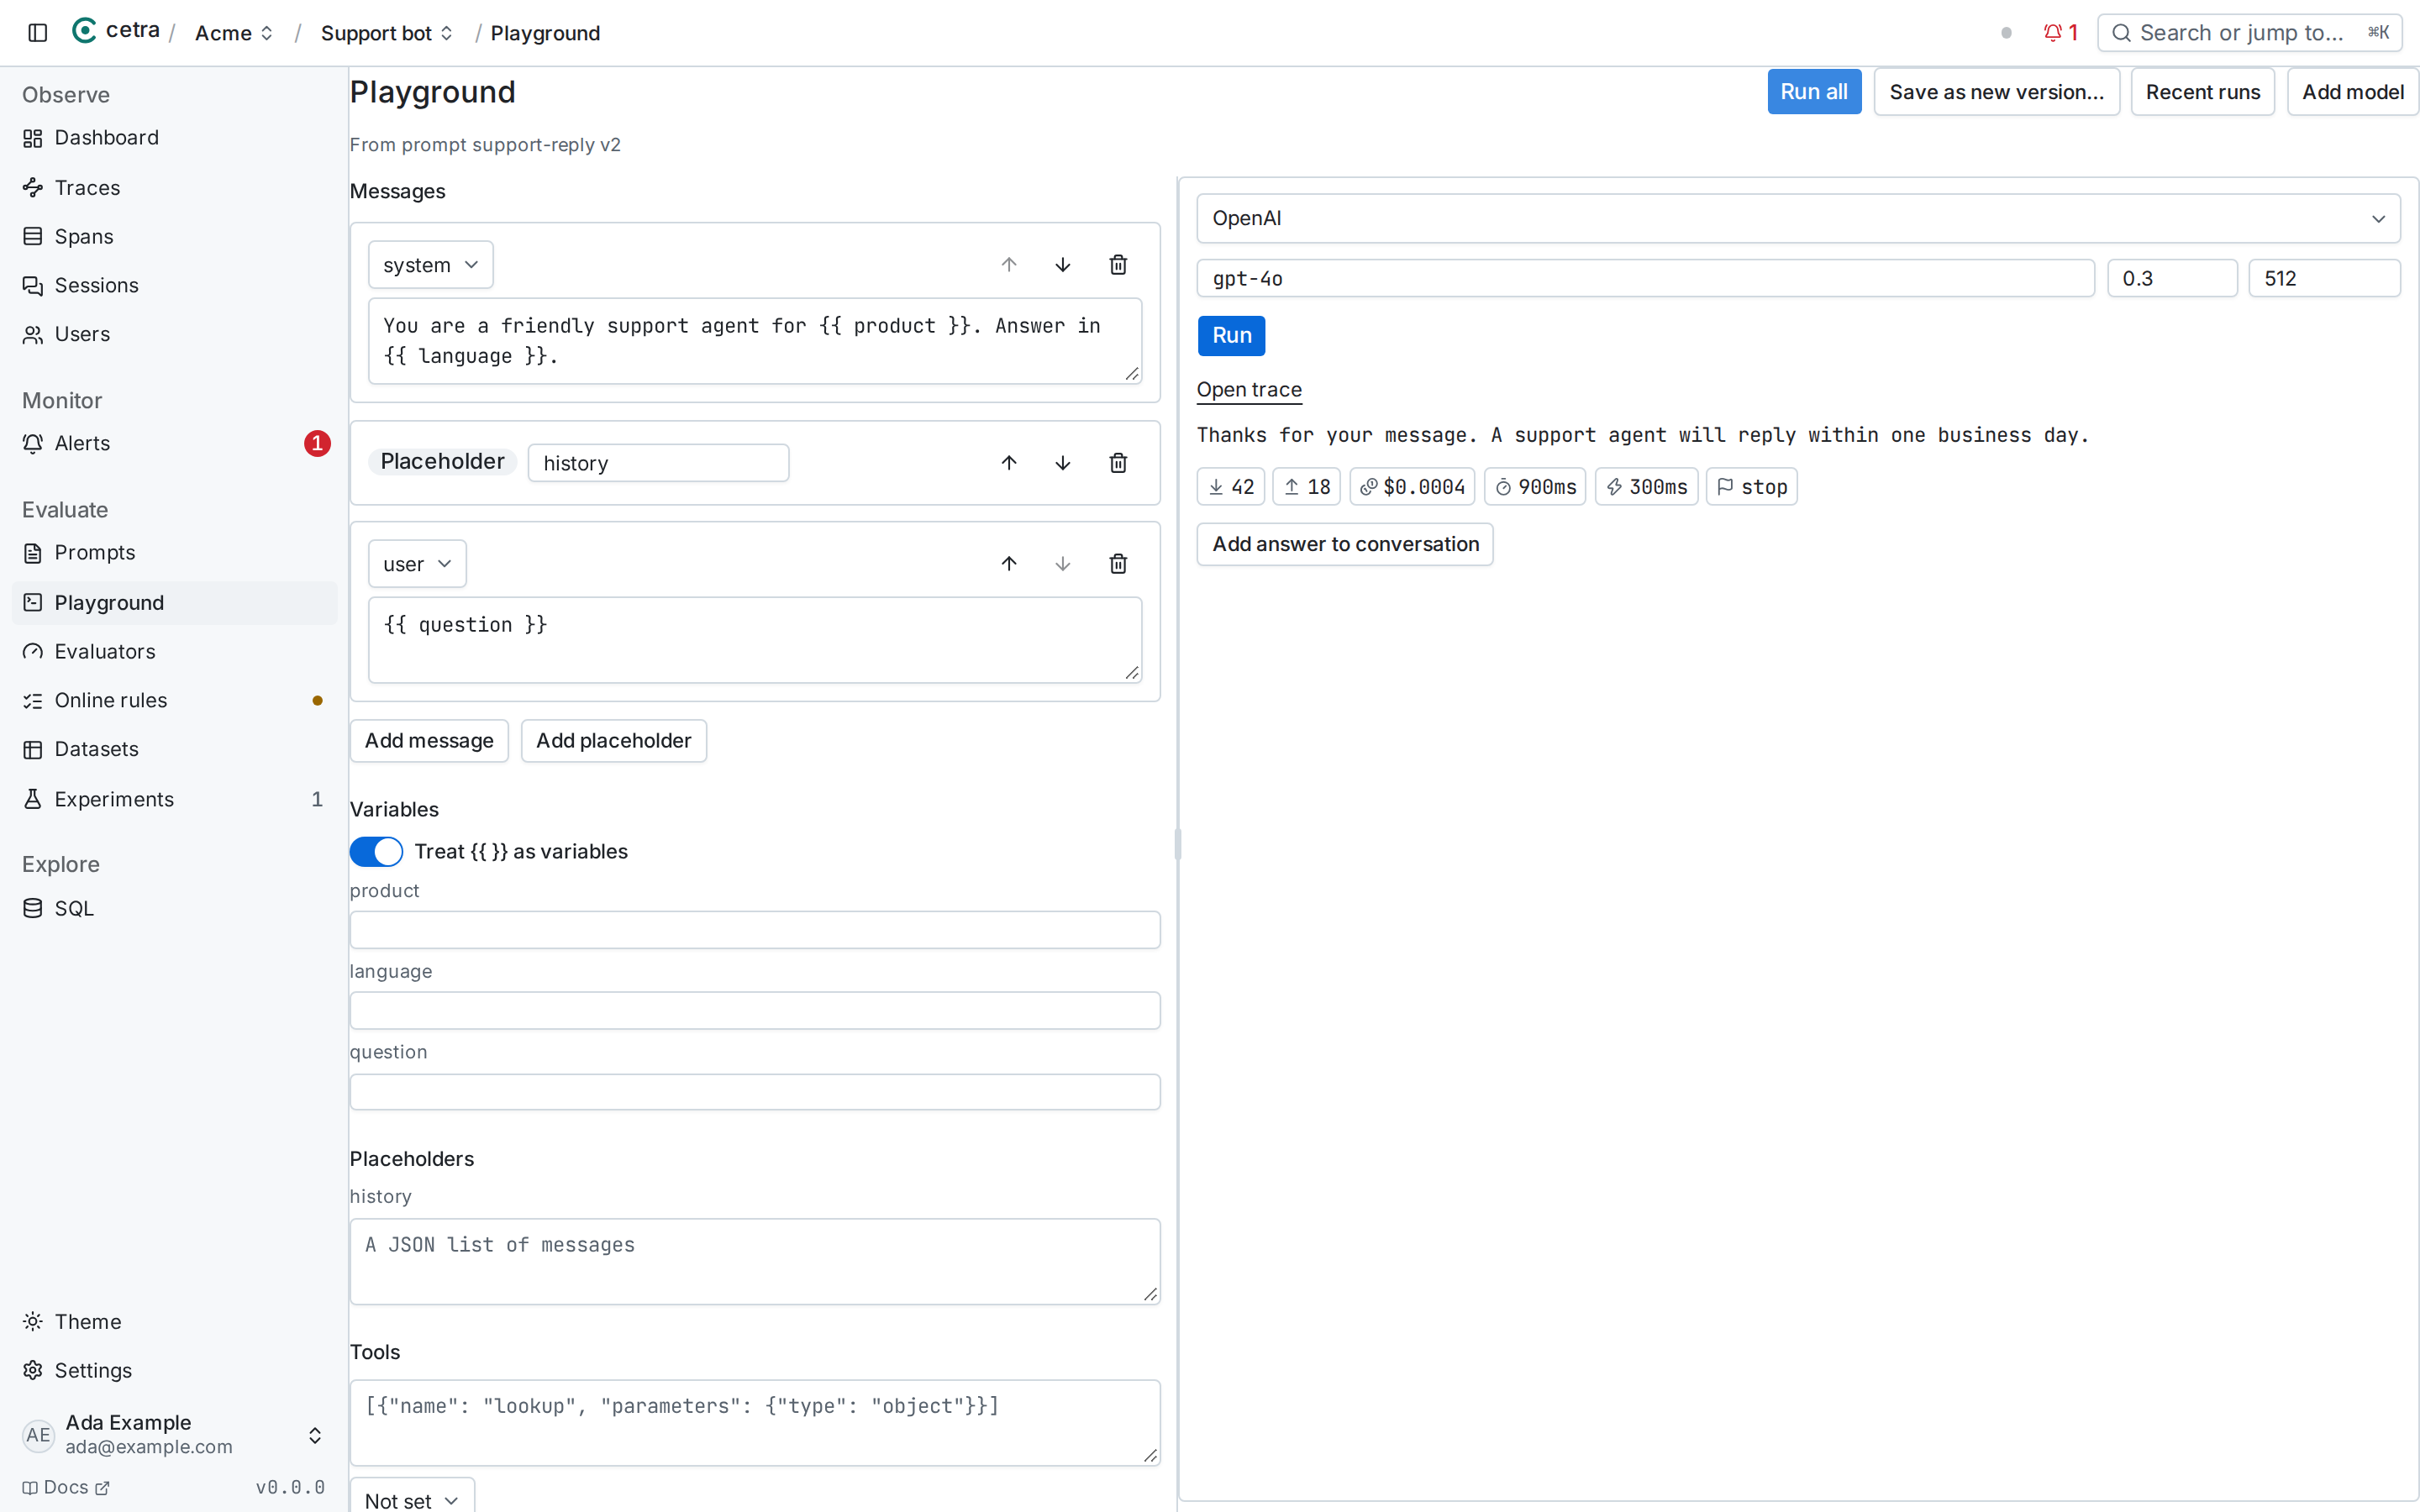 cetra / Acme / Support bot / Playground
1
Search or jump to... ⌘K
Observe
Dashboard
Traces
Spans
Sessions
Users
Monitor
Alerts 1
Evaluate
Prompts
Playground
Evaluators
Online rules
Datasets
Experiments 1
Explore
SQL
Theme
Settings
AE
Ada Example
ada@example.com
Docs v0.0.0
Playground
Run all
Save as new version...
Recent runs
Add model
From prompt support-reply v2
Messages
system
You are a friendly support agent for {{ product }}. Answer in
{{ language }}.
Placeholder history
user
{{ question }}
Add message
Add placeholder
Variables
Treat {{ }} as variables
product
language
question
Placeholders
history
A JSON list of messages
Tools
[{"name": "lookup", "parameters": {"type": "object"}}]
Not set
OpenAI
gpt-4o 0.3 512
Run
Open trace
Thanks for your message. A support agent will reply within one business day.
42 18 $0.0004 900ms 300ms stop
Add answer to conversation